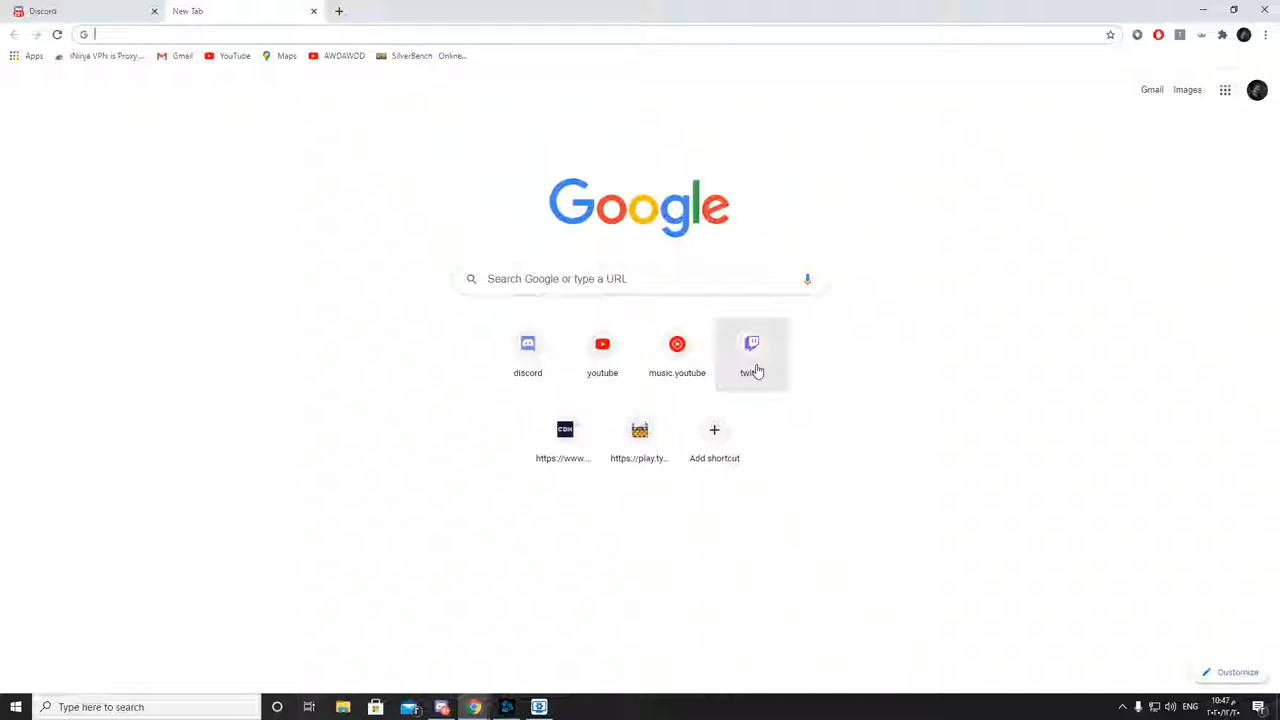 Discord
New Tab
Apps
iNinja VPN is Proxy...
Gmail
YouTube
Maps
AWDAWDD
SilverBench Online...
Gmail
Images
Google
Search Google or type a URL
discord
youtube
music.youtube
https://www....
https://play.ty...
Add shortcut
Customize
Type here to search
ENG
10:47